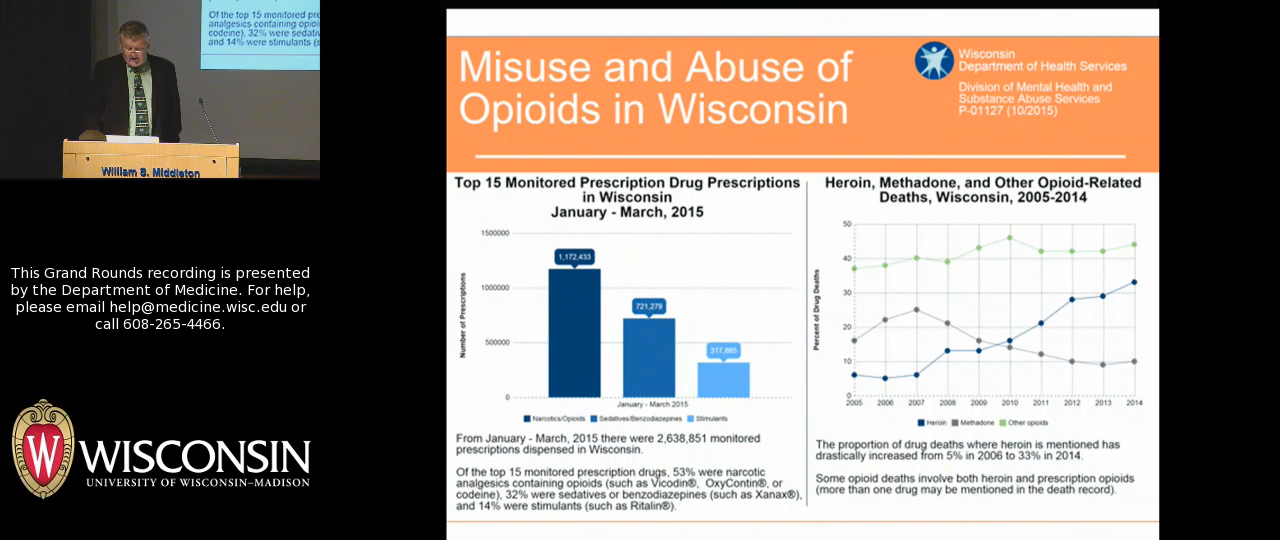 Of the top 15 monitored pre
analgesics containing opioi
codeine), 32% were sedativ
and 14% were stimulants (s
William S. Middleton
This Grand Rounds recording is presented
by the Department of Medicine. For help,
please email help@medicine.wisc.edu or
call 608-265-4466.
W
WISCONSIN
UNIVERSITY OF WISCONSIN–MADISON
Misuse and Abuse of
Opioids in Wisconsin
Wisconsin
Department of Health Services
Division of Mental Health and
Substance Abuse Services
P-01127 (10/2015)
Top 15 Monitored Prescription Drug Prescriptions
in Wisconsin
January - March, 2015
Number of Prescriptions
1500000
1000000
500000
0
1,172,433
721,279
317,885
January - March 2015
Narcotics/Opioids Sedatives/Benzodiazepines Stimulants
From January - March, 2015 there were 2,638,851 monitored
prescriptions dispensed in Wisconsin.
Of the top 15 monitored prescription drugs, 53% were narcotic
analgesics containing opioids (such as Vicodin®, OxyContin®, or
codeine), 32% were sedatives or benzodiazepines (such as Xanax®),
and 14% were stimulants (such as Ritalin®).
Heroin, Methadone, and Other Opioid-Related
Deaths, Wisconsin, 2005-2014
Percent of Drug Deaths
50
40
30
20
10
0
2005 2006 2007 2008 2009 2010 2011 2012 2013 2014
Heroin Methadone Other opioids
The proportion of drug deaths where heroin is mentioned has
drastically increased from 5% in 2006 to 33% in 2014.
Some opioid deaths involve both heroin and prescription opioids
(more than one drug may be mentioned in the death record).